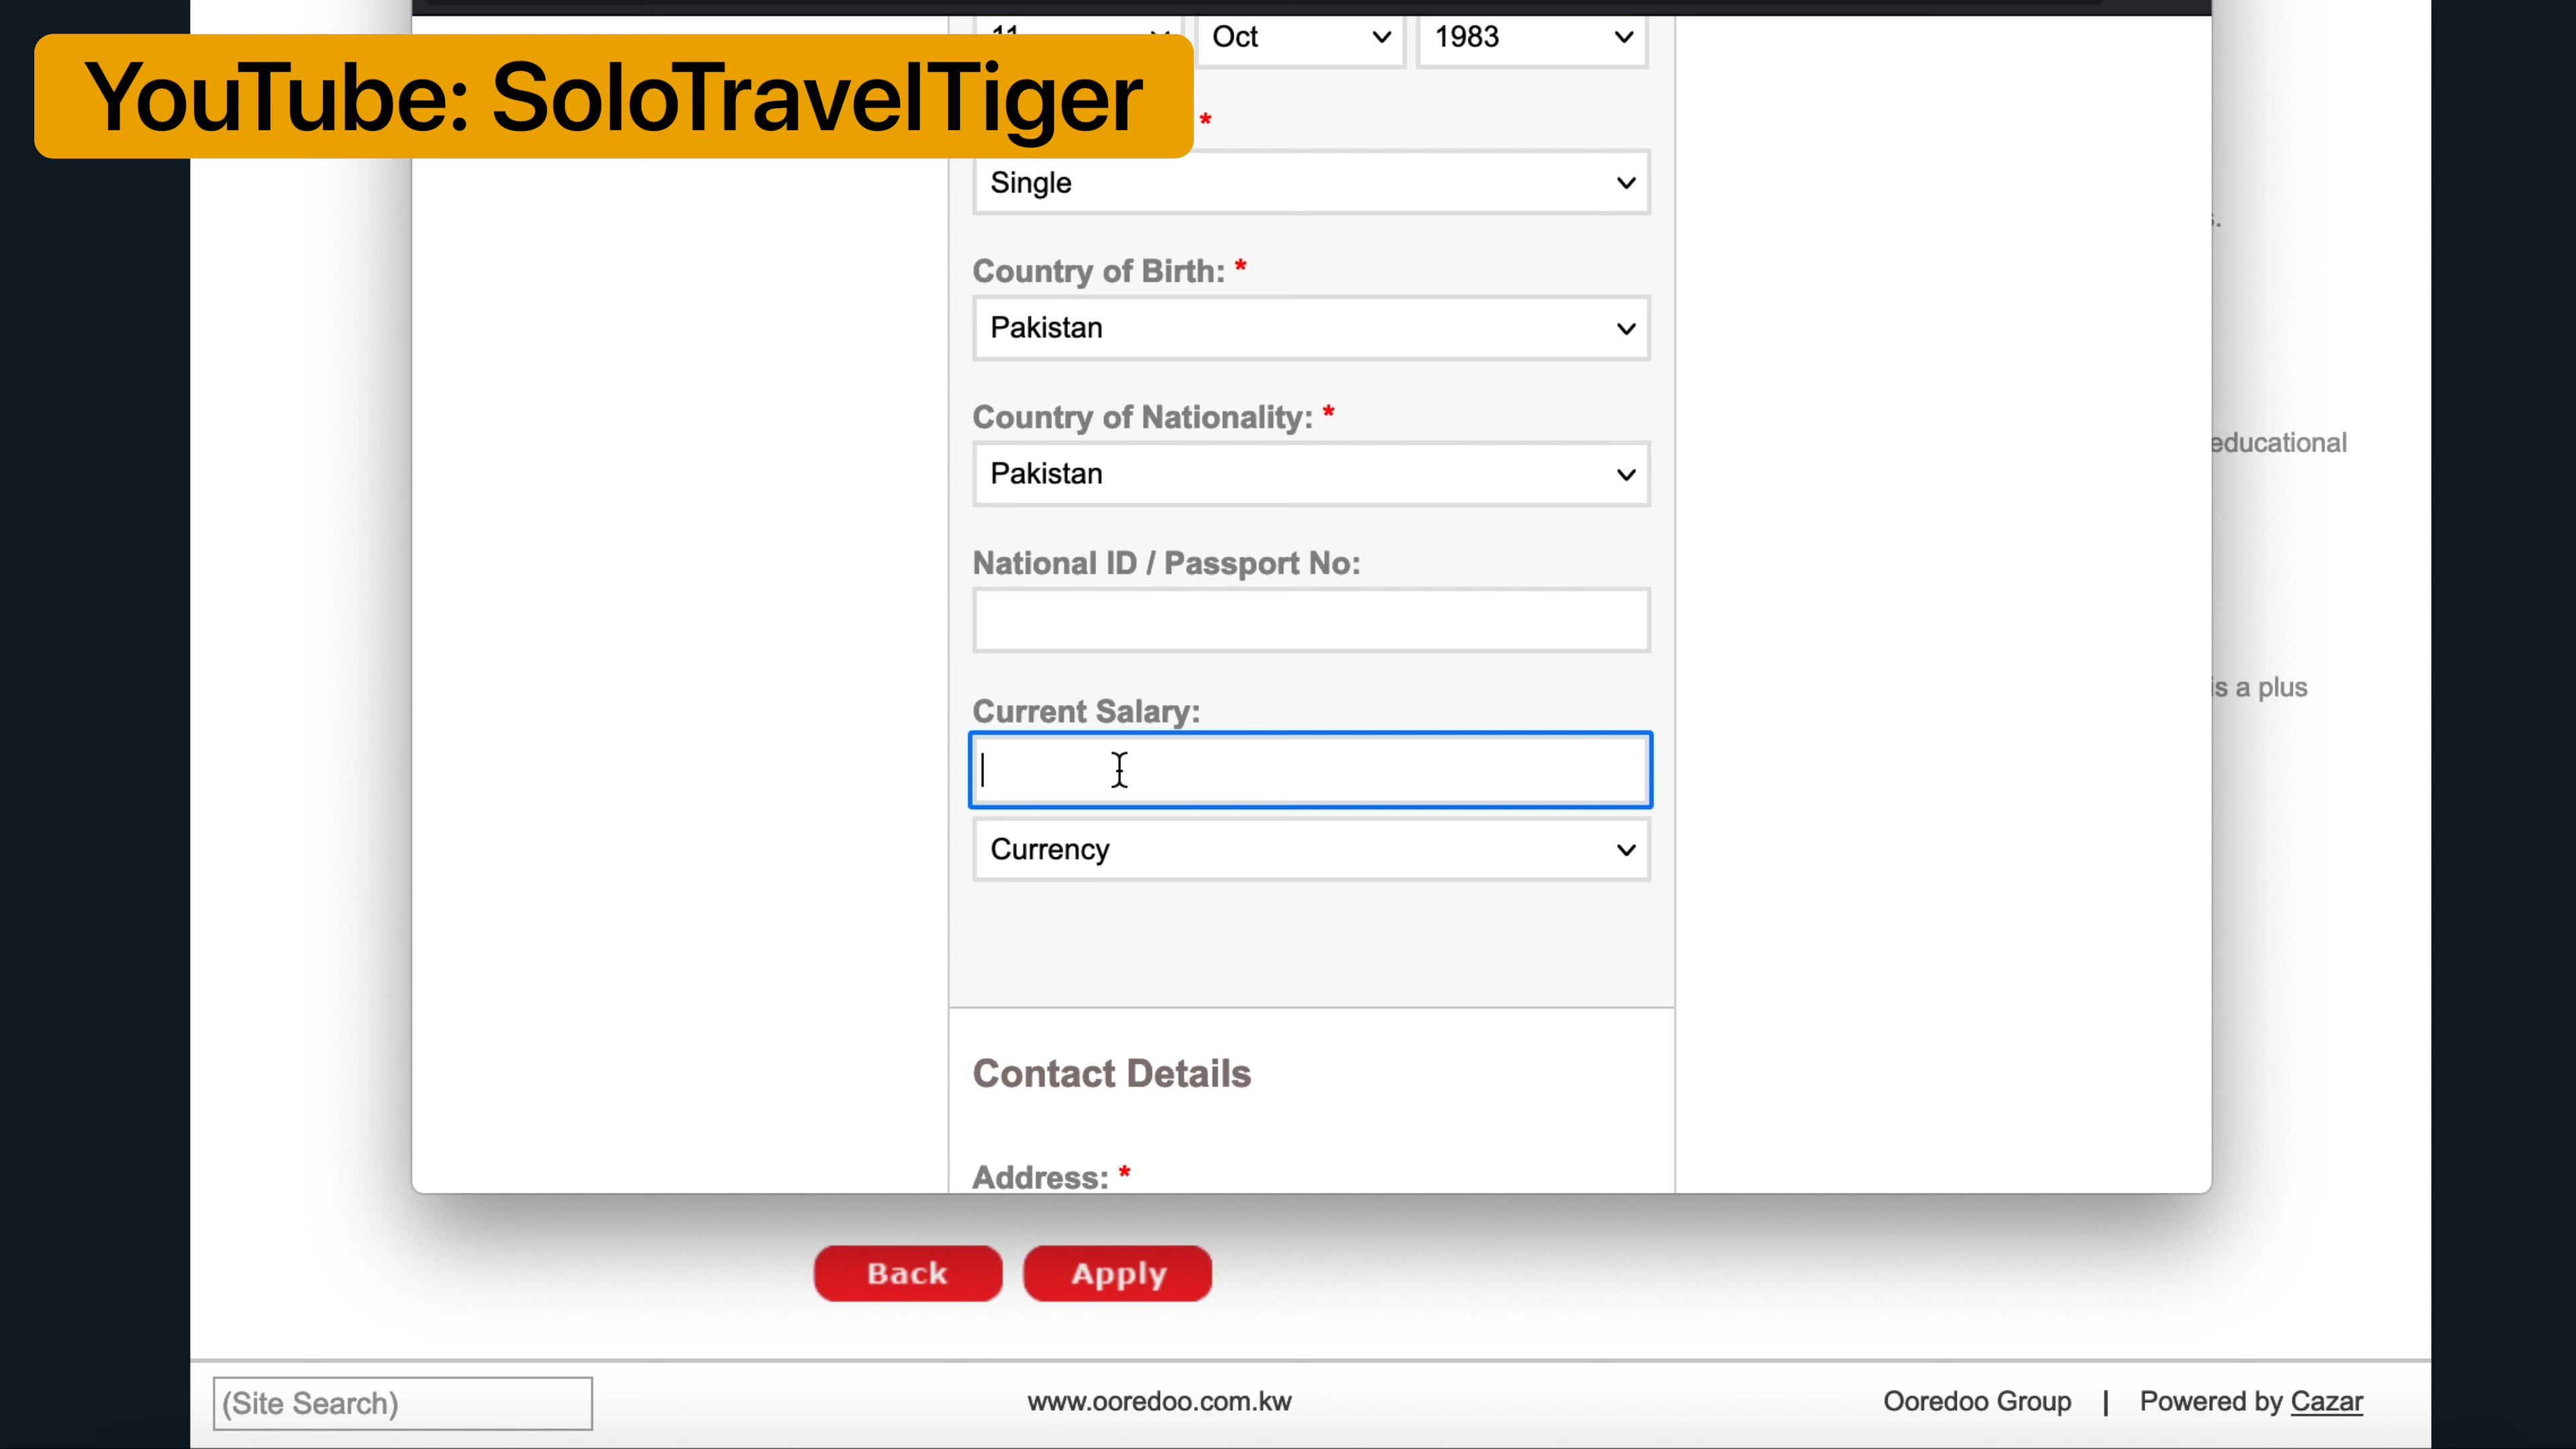 11 Oct 1983
YouTube: SoloTravelTiger
*
Single
Country of Birth: *
Pakistan
Country of Nationality: *
Pakistan
educational
National ID / Passport No:
is a plus
Current Salary:
Currency
Contact Details
Address: *
Back Apply
(Site Search) www.ooredoo.com.kw Ooredoo Group | Powered by Cazar